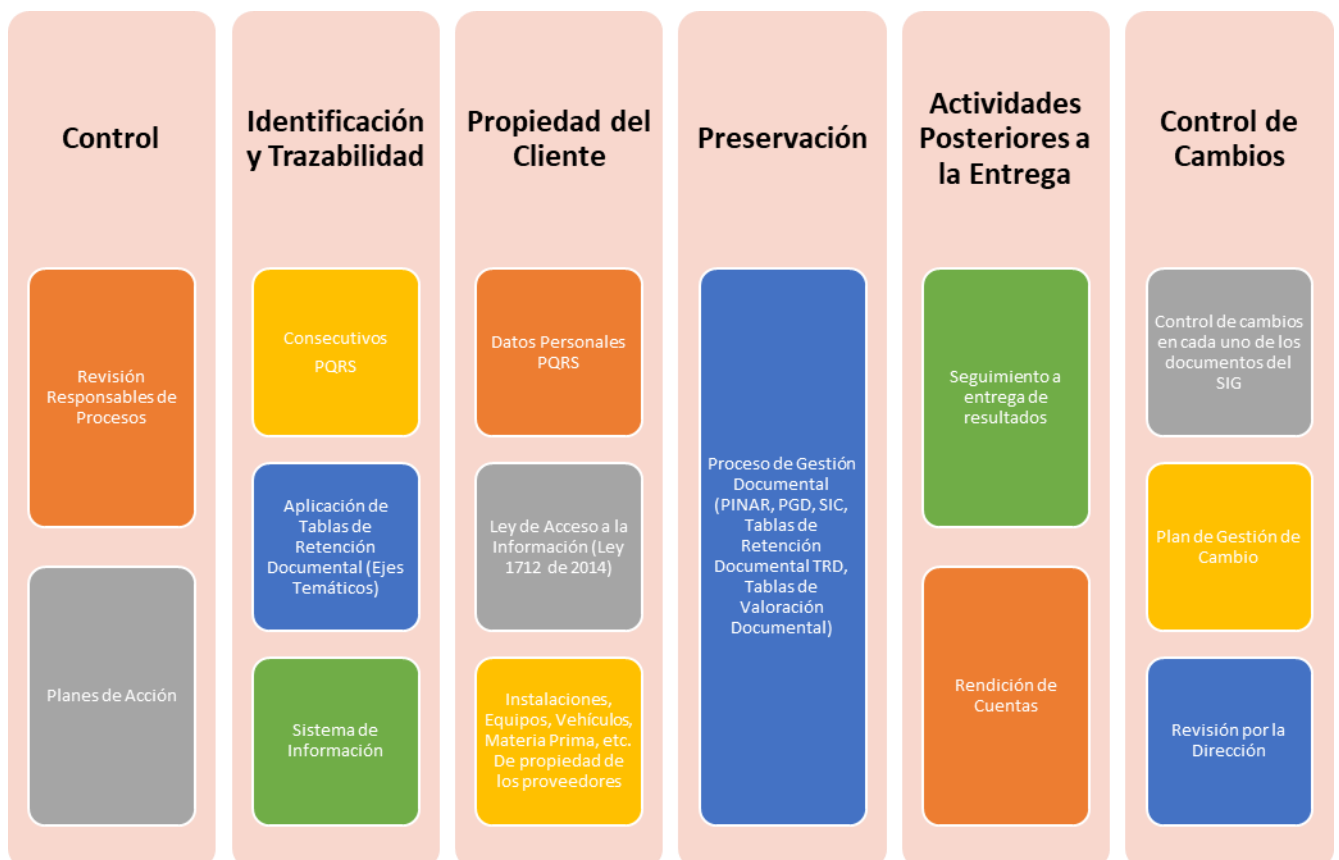 Control
Revisión
Responsables de
Procesos
Planes de Acción
Identificación
y Trazabilidad
Consecutivos
PQRS
Aplicación de
Tablas de
Retención
Documental (Ejes
Temáticos)
Sistema de
Información
Propiedad del
Cliente
Datos Personales
PQRS
Ley de Acceso a la
Información (Ley
1712 de 2014)
Instalaciones,
Equipos, Vehículos,
Materia Prima, etc.
De propiedad de
los proveedores
Preservación
Proceso de Gestión
Documental
(PINAR, PGD, SIC,
Tablas de
Retención
Documental TRD,
Tablas de
Valoración
Documental)
Actividades
Posteriores a
la Entrega
Seguimiento a
entrega de
resultados
Rendición de
Cuentas
Control de
Cambios
Control de cambios
en cada uno de los
documentos del
SIG
Plan de Gestión de
Cambio
Revisión por la
Dirección